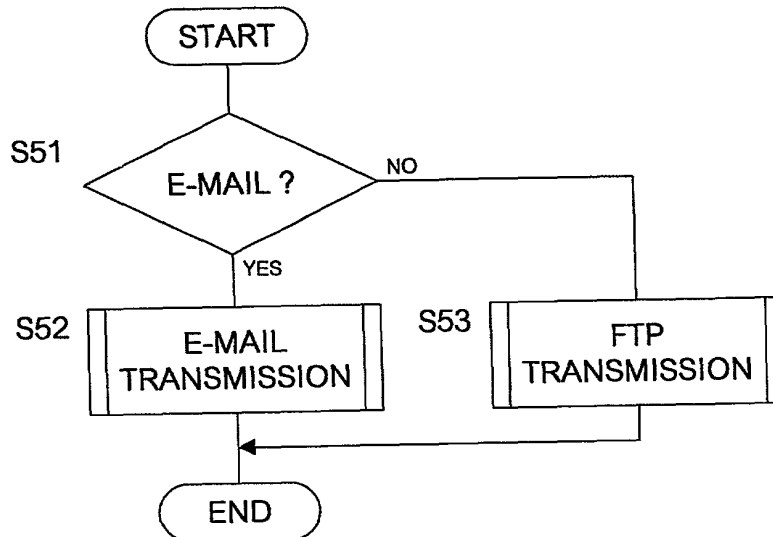 START
S51
E-MAIL ?
NO
YES
S52
E-MAIL
TRANSMISSION
S53
FTP
TRANSMISSION
END